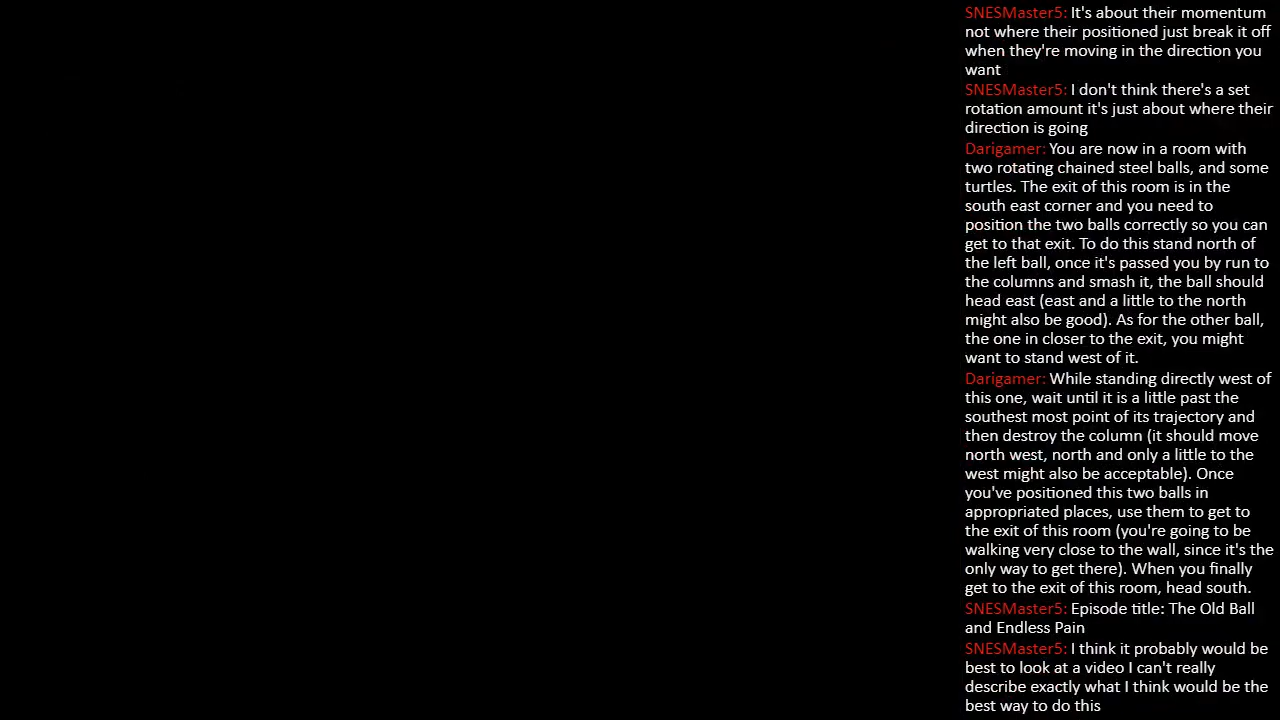 SNESMaster5: It's about their momentum
not where their positioned just break it off
when they're moving in the direction you
want
SNESMaster5: I don't think there's a set
rotation amount it's just about where their
direction is going
Darigamer: You are now in a room with
two rotating chained steel balls, and some
turtles. The exit of this room is in the
south east corner and you need to
position the two balls correctly so you can
get to that exit. To do this stand north of
the left ball, once it's passed you by run to
the columns and smash it, the ball should
head east (east and a little to the north
might also be good). As for the other ball,
the one in closer to the exit, you might
want to stand west of it.
Darigamer: While standing directly west of
this one, wait until it is a little past the
southest most point of its trajectory and
then destroy the column (it should move
north west, north and only a little to the
west might also be acceptable). Once
you've positioned this two balls in
appropriated places, use them to get to
the exit of this room (you're going to be
walking very close to the wall, since it's the
only way to get there). When you finally
get to the exit of this room, head south.
SNESMaster5: Episode title: The Old Ball
and Endless Pain
SNESMaster5: I think it probably would be
best to look at a video I can't really
describe exactly what I think would be the
best way to do this